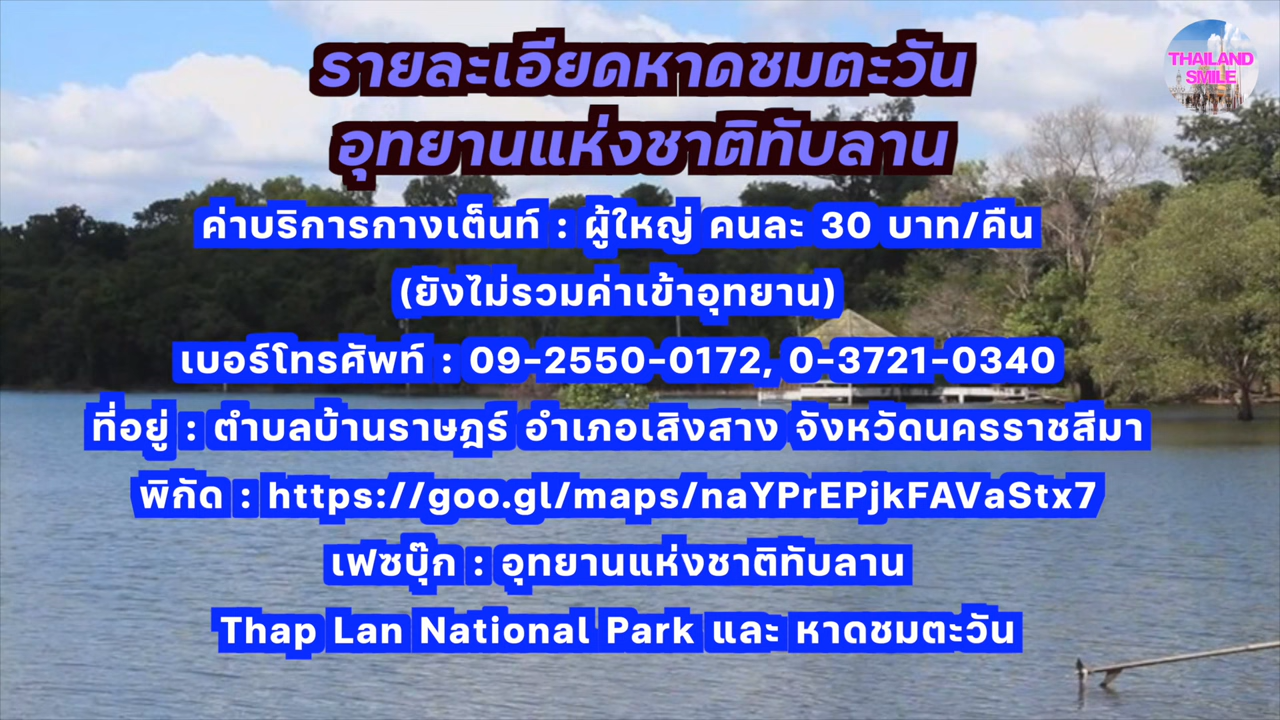 THAILAND
SMILE
รายละเอียดหาดชมตะวัน
อุทยานแห่งชาติทับลาน
ค่าบริการกางเต็นท์ : ผู้ใหญ่ คนละ 30 บาท/คืน
(ยังไม่รวมค่าเข้าอุทยาน)
เบอร์โทรศัพท์ : 09-2550-0172, 0-3721-0340
ที่อยู่ : ตำบลบ้านราษฎร์ อำเภอเสิงสาง จังหวัดนครราชสีมา
พิกัด : https://goo.gl/maps/naYPrEPjkFAVaStx7
เฟซบุ๊ก : อุทยานแห่งชาติทับลาน
Thap Lan National Park และ หาดชมตะวัน